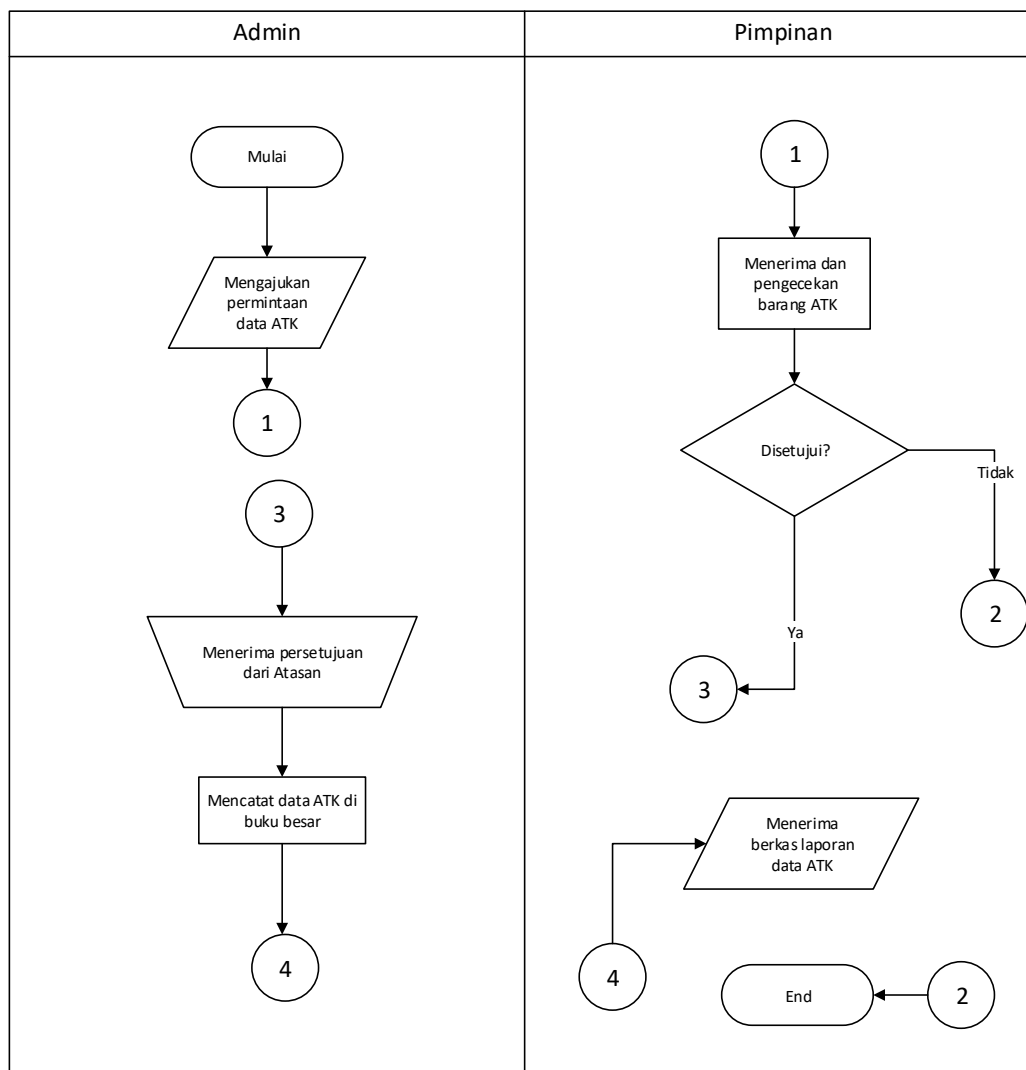 Admin
Pimpinan
Mulai
Mengajukan
permintaan
data ATK
1
3
Menerima persetujuan
dari Atasan
Mencatat data ATK di
buku besar
4
1
Menerima dan
pengecekan
barang ATK
Disetujui?
Tidak
2
Ya
3
Menerima
berkas laporan
data ATK
4
End
2